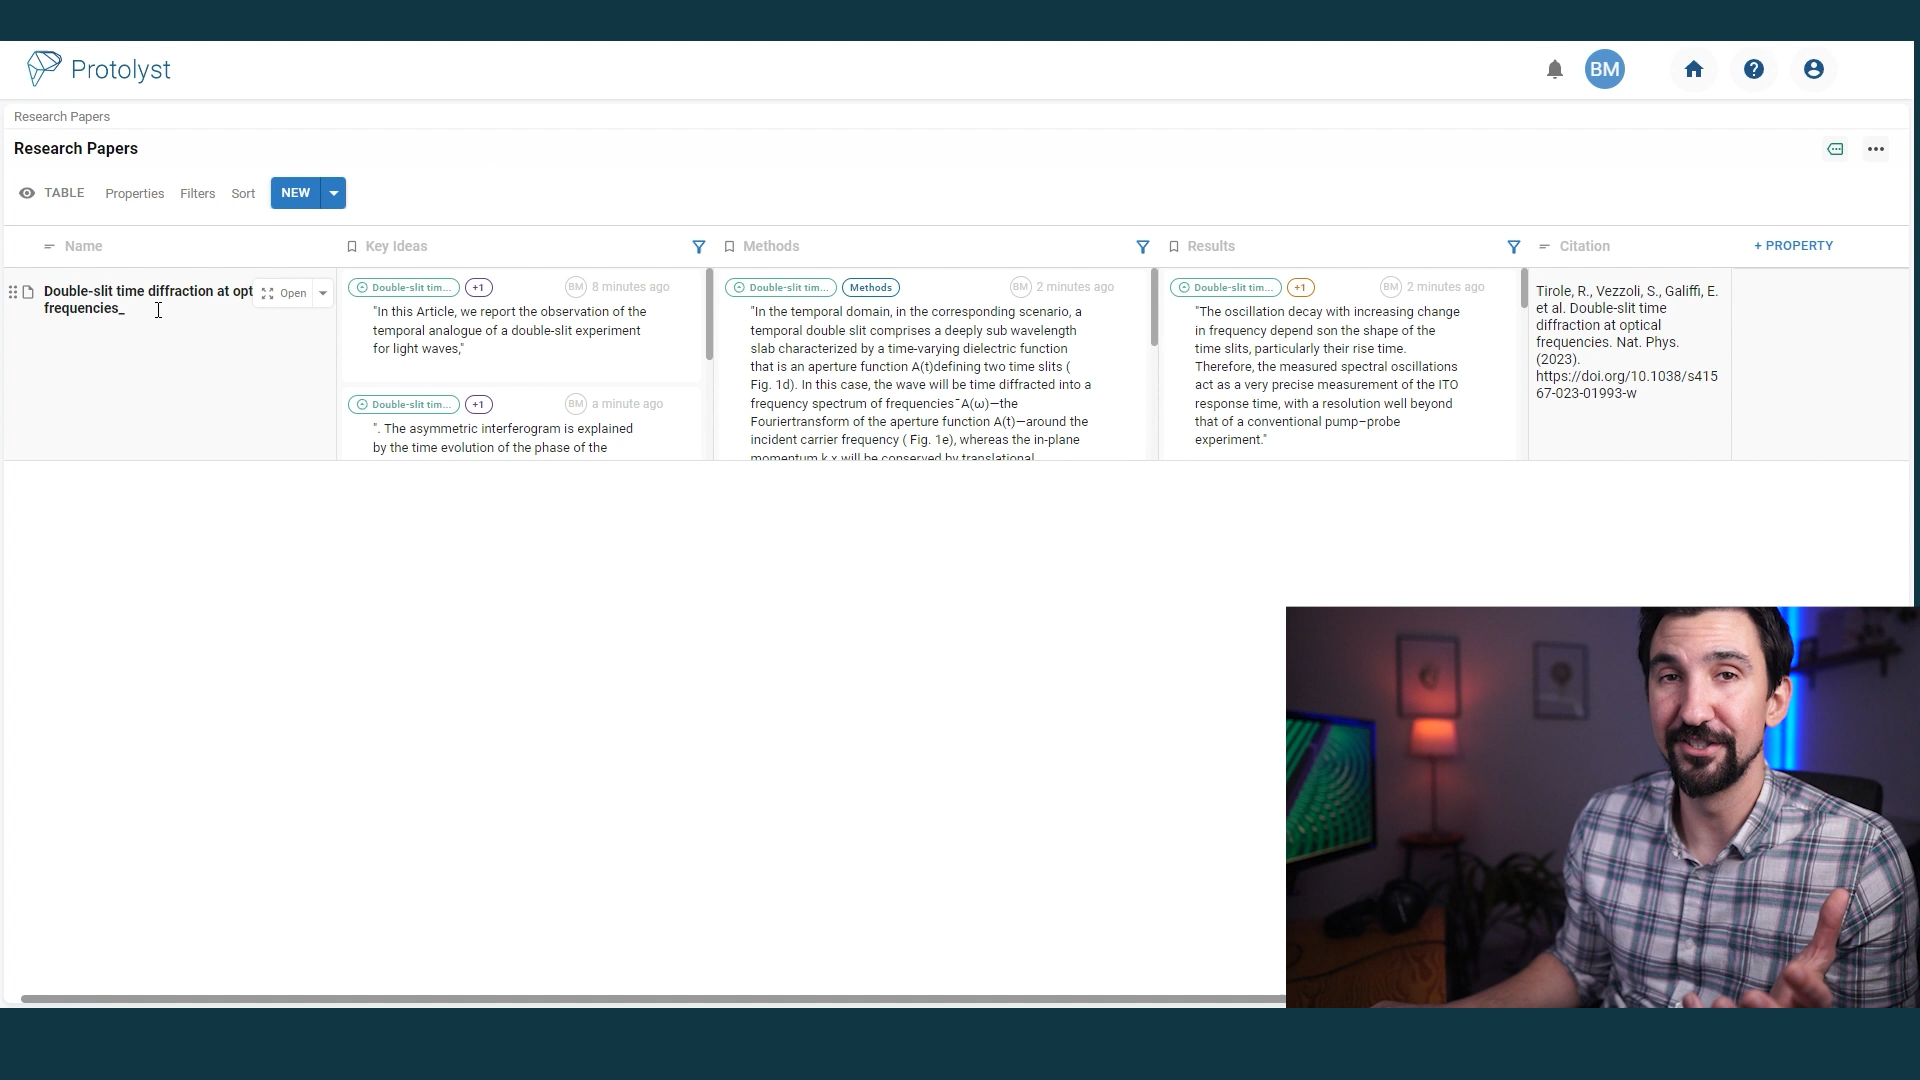 Protolyst
BM
Research Papers
Research Papers
TABLE Properties Filters Sort NEW
Name
Key Ideas
Methods
Results
Citation
+ PROPERTY
Double-slit time diffraction at opt
frequencies_
Open
Double-slit tim... +1 BM 8 minutes ago
"In this Article, we report the observation of the
temporal analogue of a double-slit experiment
for light waves,"
Double-slit tim... +1 BM a minute ago
". The asymmetric interferogram is explained
by the time evolution of the phase of the
Double-slit tim... Methods BM 2 minutes ago
"In the temporal domain, in the corresponding scenario, a
temporal double slit comprises a deeply sub wavelength
slab characterized by a time-varying dielectric function
that is an aperture function A(t)defining two time slits (
Fig. 1d). In this case, the wave will be time diffracted into a
frequency spectrum of frequencies¯A(ω)—the
Fouriertransform of the aperture function A(t)—around the
incident carrier frequency ( Fig. 1e), whereas the in-plane
momentum k x will be conserved by translational
Double-slit tim... +1 BM 2 minutes ago
"The oscillation decay with increasing change
in frequency depend son the shape of the
time slits, particularly their rise time.
Therefore, the measured spectral oscillations
act as a very precise measurement of the ITO
response time, with a resolution well beyond
that of a conventional pump–probe
experiment."
Tirole, R., Vezzoli, S., Galiffi, E.
et al. Double-slit time
diffraction at optical
frequencies. Nat. Phys.
(2023).
https://doi.org/10.1038/s415
67-023-01993-w